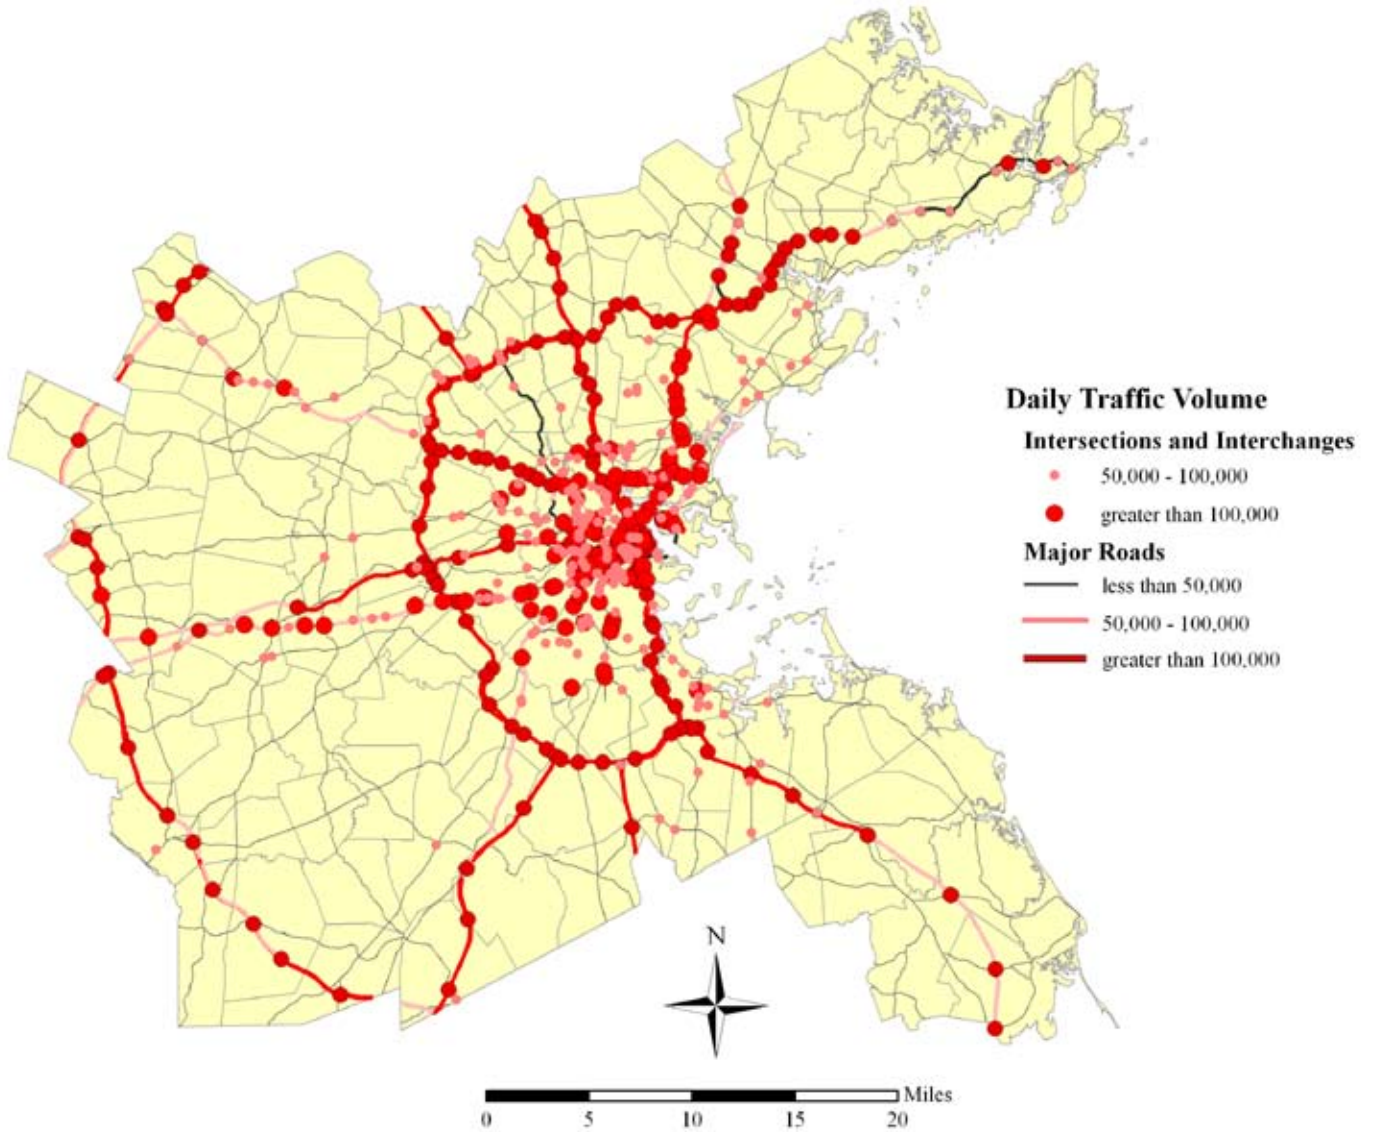 Daily Traffic Volume
Intersections and Interchanges
50,000 - 100,000
greater than 100,000
Major Roads
less than 50,000
50,000 - 100,000
greater than 100,000
N
Miles
0 5 10 15 20